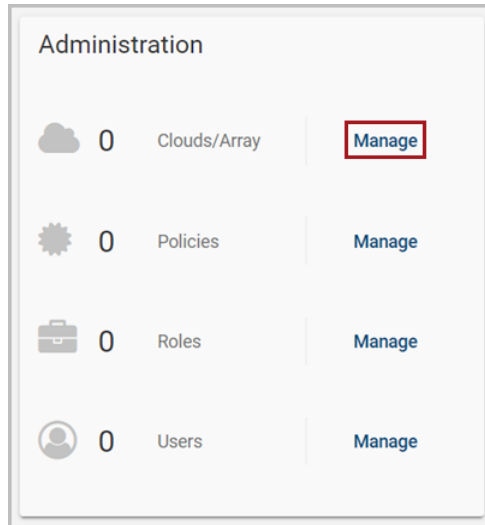 Administration
0 Clouds/Array Manage
0 Policies Manage
0 Roles Manage
0 Users Manage